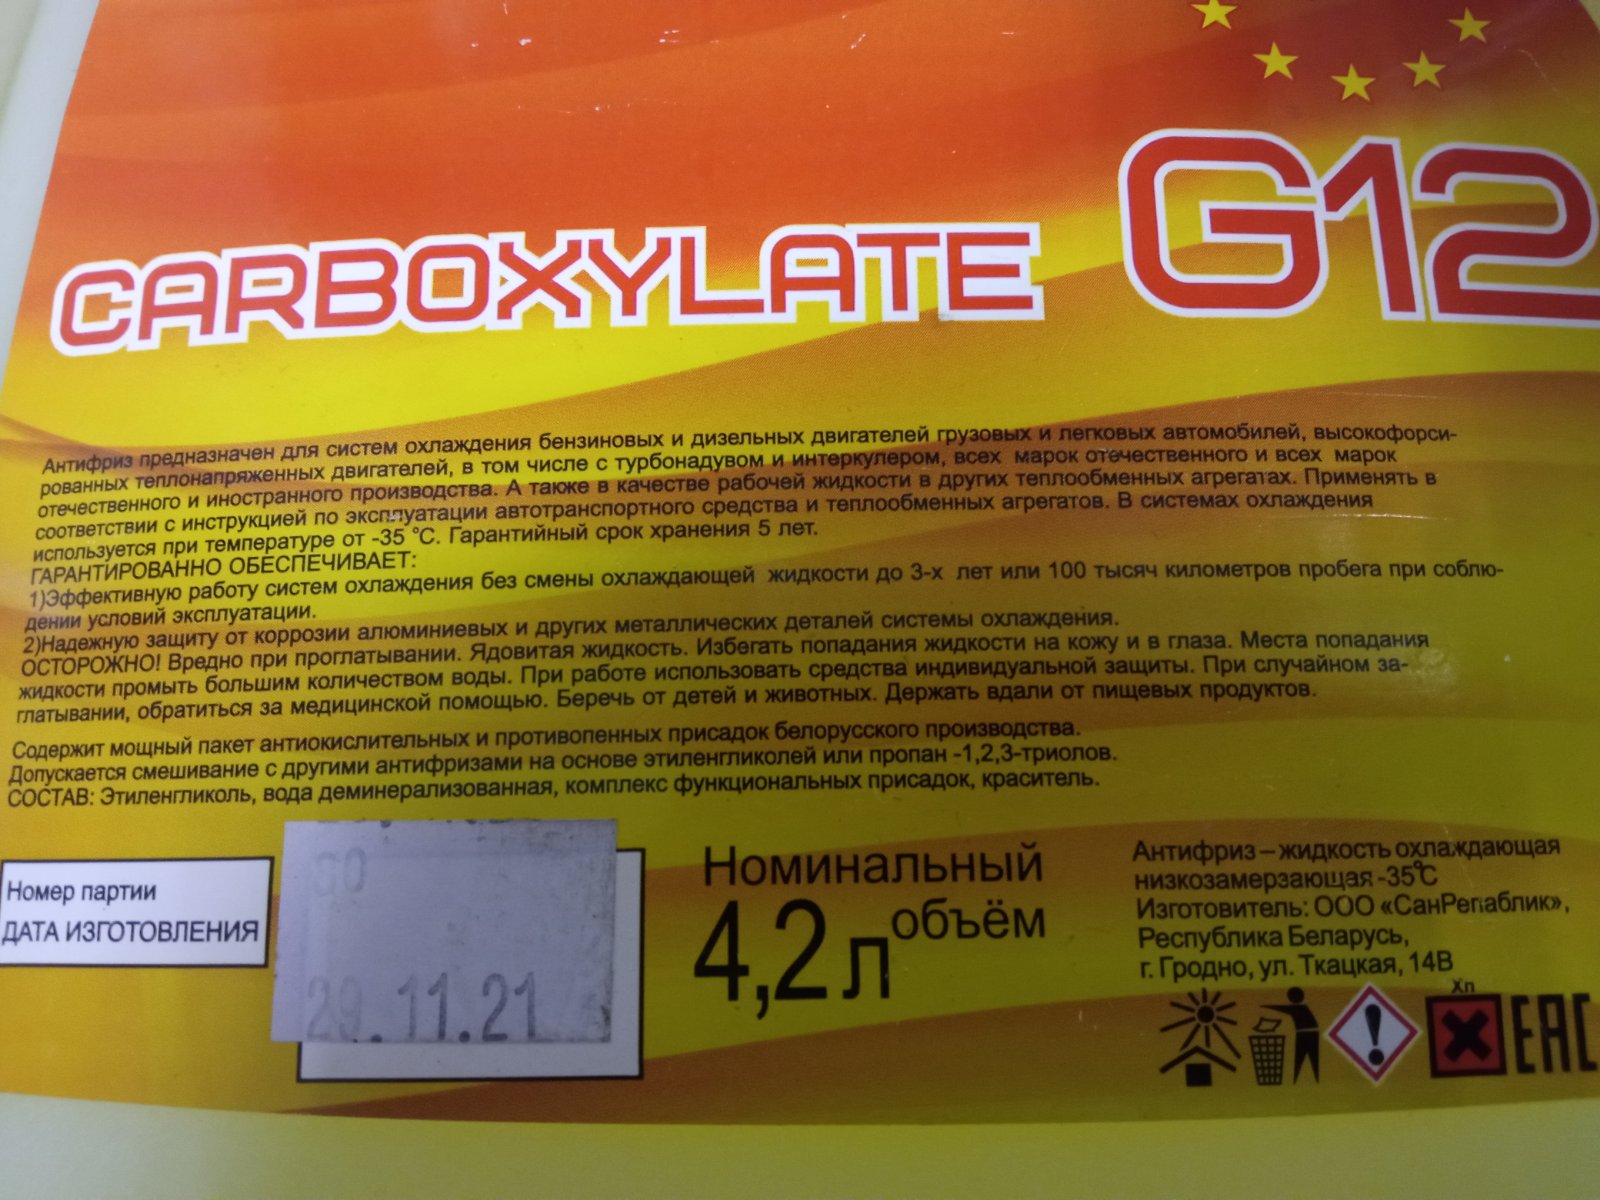 CARBOXYLATE G12
Антифриз предназначен для систем охлаждения бензиновых и дизельных двигателей грузовых и легковых автомобилей, высокофорси-
рованных теплонапряженных двигателей, в том числе с турбонадувом и интеркулером, всех марок отечественного и всех марок
отечественного и иностранного производства. А также в качестве рабочей жидкости в других теплообменных агрегатах. Применять в
соответствии с инструкцией по эксплуатации автотранспортного средства и теплообменных агрегатов. В системах охлаждения
используется при температуре от -35 °С. Гарантийный срок хранения 5 лет.
ГАРАНТИРОВАННО ОБЕСПЕЧИВАЕТ:
1)Эффективную работу систем охлаждения без смены охлаждающей жидкости до 3-х лет или 100 тысяч километров пробега при соблю-
дении условий эксплуатации.
2)Надежную защиту от коррозии алюминиевых и других металлических деталей системы охлаждения.
ОСТОРОЖНО! Вредно при проглатывании. Ядовитая жидкость. Избегать попадания жидкости на кожу и в глаза. Места попадания
жидкости промыть большим количеством воды. При работе использовать средства индивидуальной защиты. При случайном за-
глатывании, обратиться за медицинской помощью. Беречь от детей и животных. Держать вдали от пищевых продуктов.
Содержит мощный пакет антиокислительных и противопенных присадок белорусского производства.
Допускается смешивание с другими антифризами на основе этиленгликолей или пропан -1,2,3-триолов.
СОСТАВ: Этиленгликоль, вода деминерализованная, комплекс функциональных присадок, краситель.
Номер партии
ДАТА ИЗГОТОВЛЕНИЯ
29.11.21
Номинальный
объём
4,2 л
Антифриз – жидкость охлаждающая
низкозамерзающая -35°С
Изготовитель: ООО «СанРепаблик»,
Республика Беларусь,
г. Гродно, ул. Ткацкая, 14В
Xn
EAC